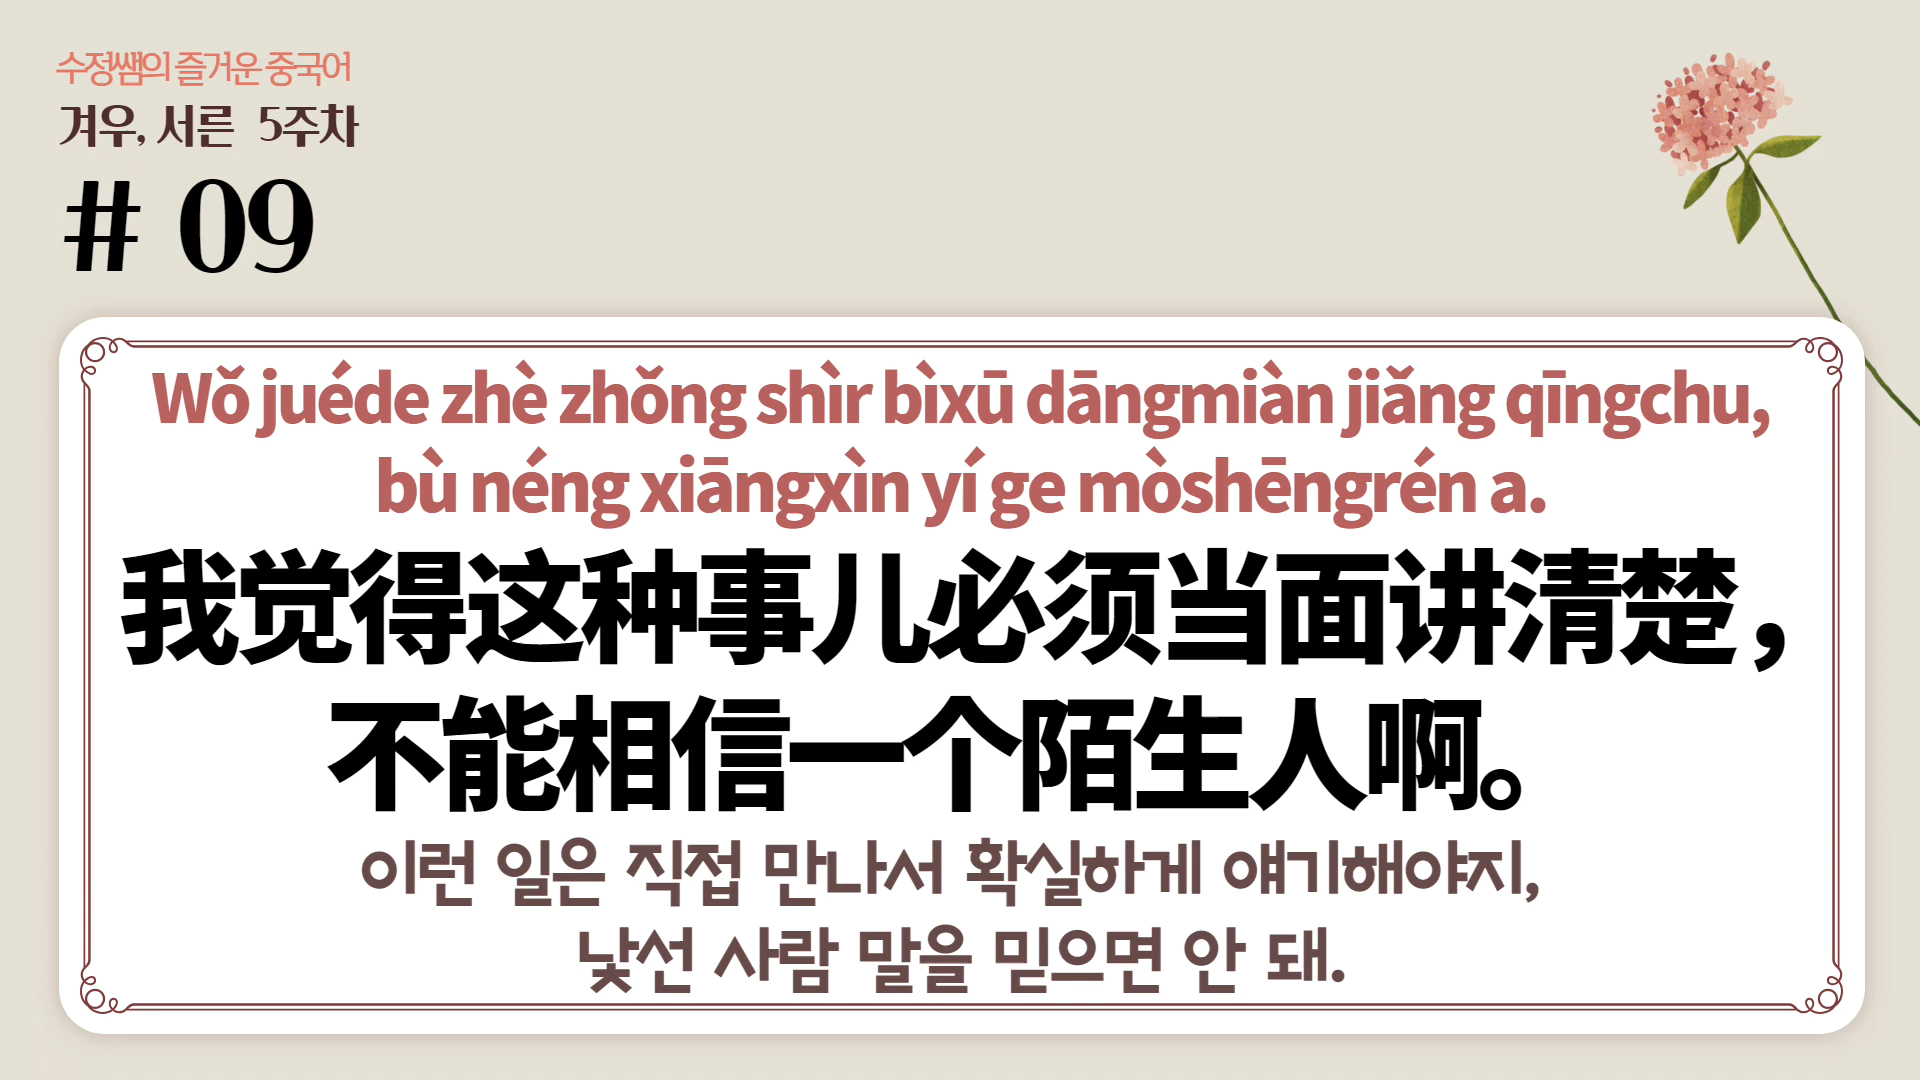 수정쌤의 즐거운 중국어
겨우, 서른 5주차
# 09
Wǒ juéde zhè zhǒng shìr bìxū dāngmiàn jiǎng qīngchu,
bù néng xiāngxìn yí ge mòshēngrén a.
我觉得这种事儿必须当面讲清楚，
不能相信一个陌生人啊。
이런 일은 직접 만나서 확실하게 얘기해야지,
낯선 사람 말을 믿으면 안 돼.